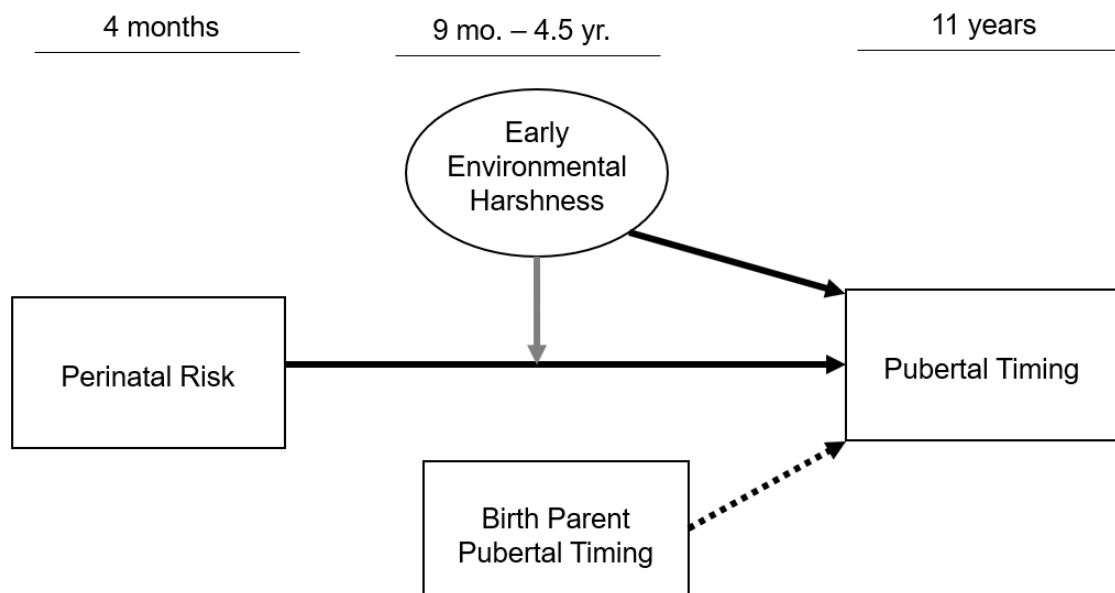 4 months
9 mo. – 4.5 yr.
11 years
Early
Environmental
Harshness
Perinatal Risk
Pubertal Timing
Birth Parent
Pubertal Timing